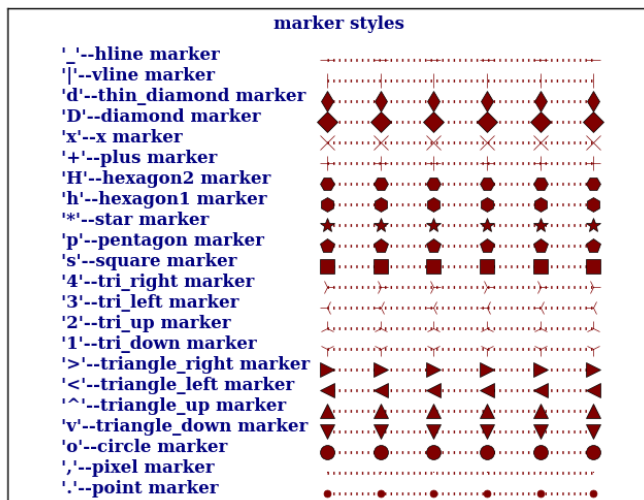 marker styles
'_'--hline marker
'|'--vline marker
'd'--thin_diamond marker
'D'--diamond marker
'x'--x marker
'+'--plus marker
'H'--hexagon2 marker
'h'--hexagon1 marker
'*'--star marker
'p'--pentagon marker
's'--square marker
'4'--tri_right marker
'3'--tri_left marker
'2'--tri_up marker
'1'--tri_down marker
'>'--triangle_right marker
'<'--triangle_left marker
'^'--triangle_up marker
'v'--triangle_down marker
'o'--circle marker
','--pixel marker
'.'--point marker